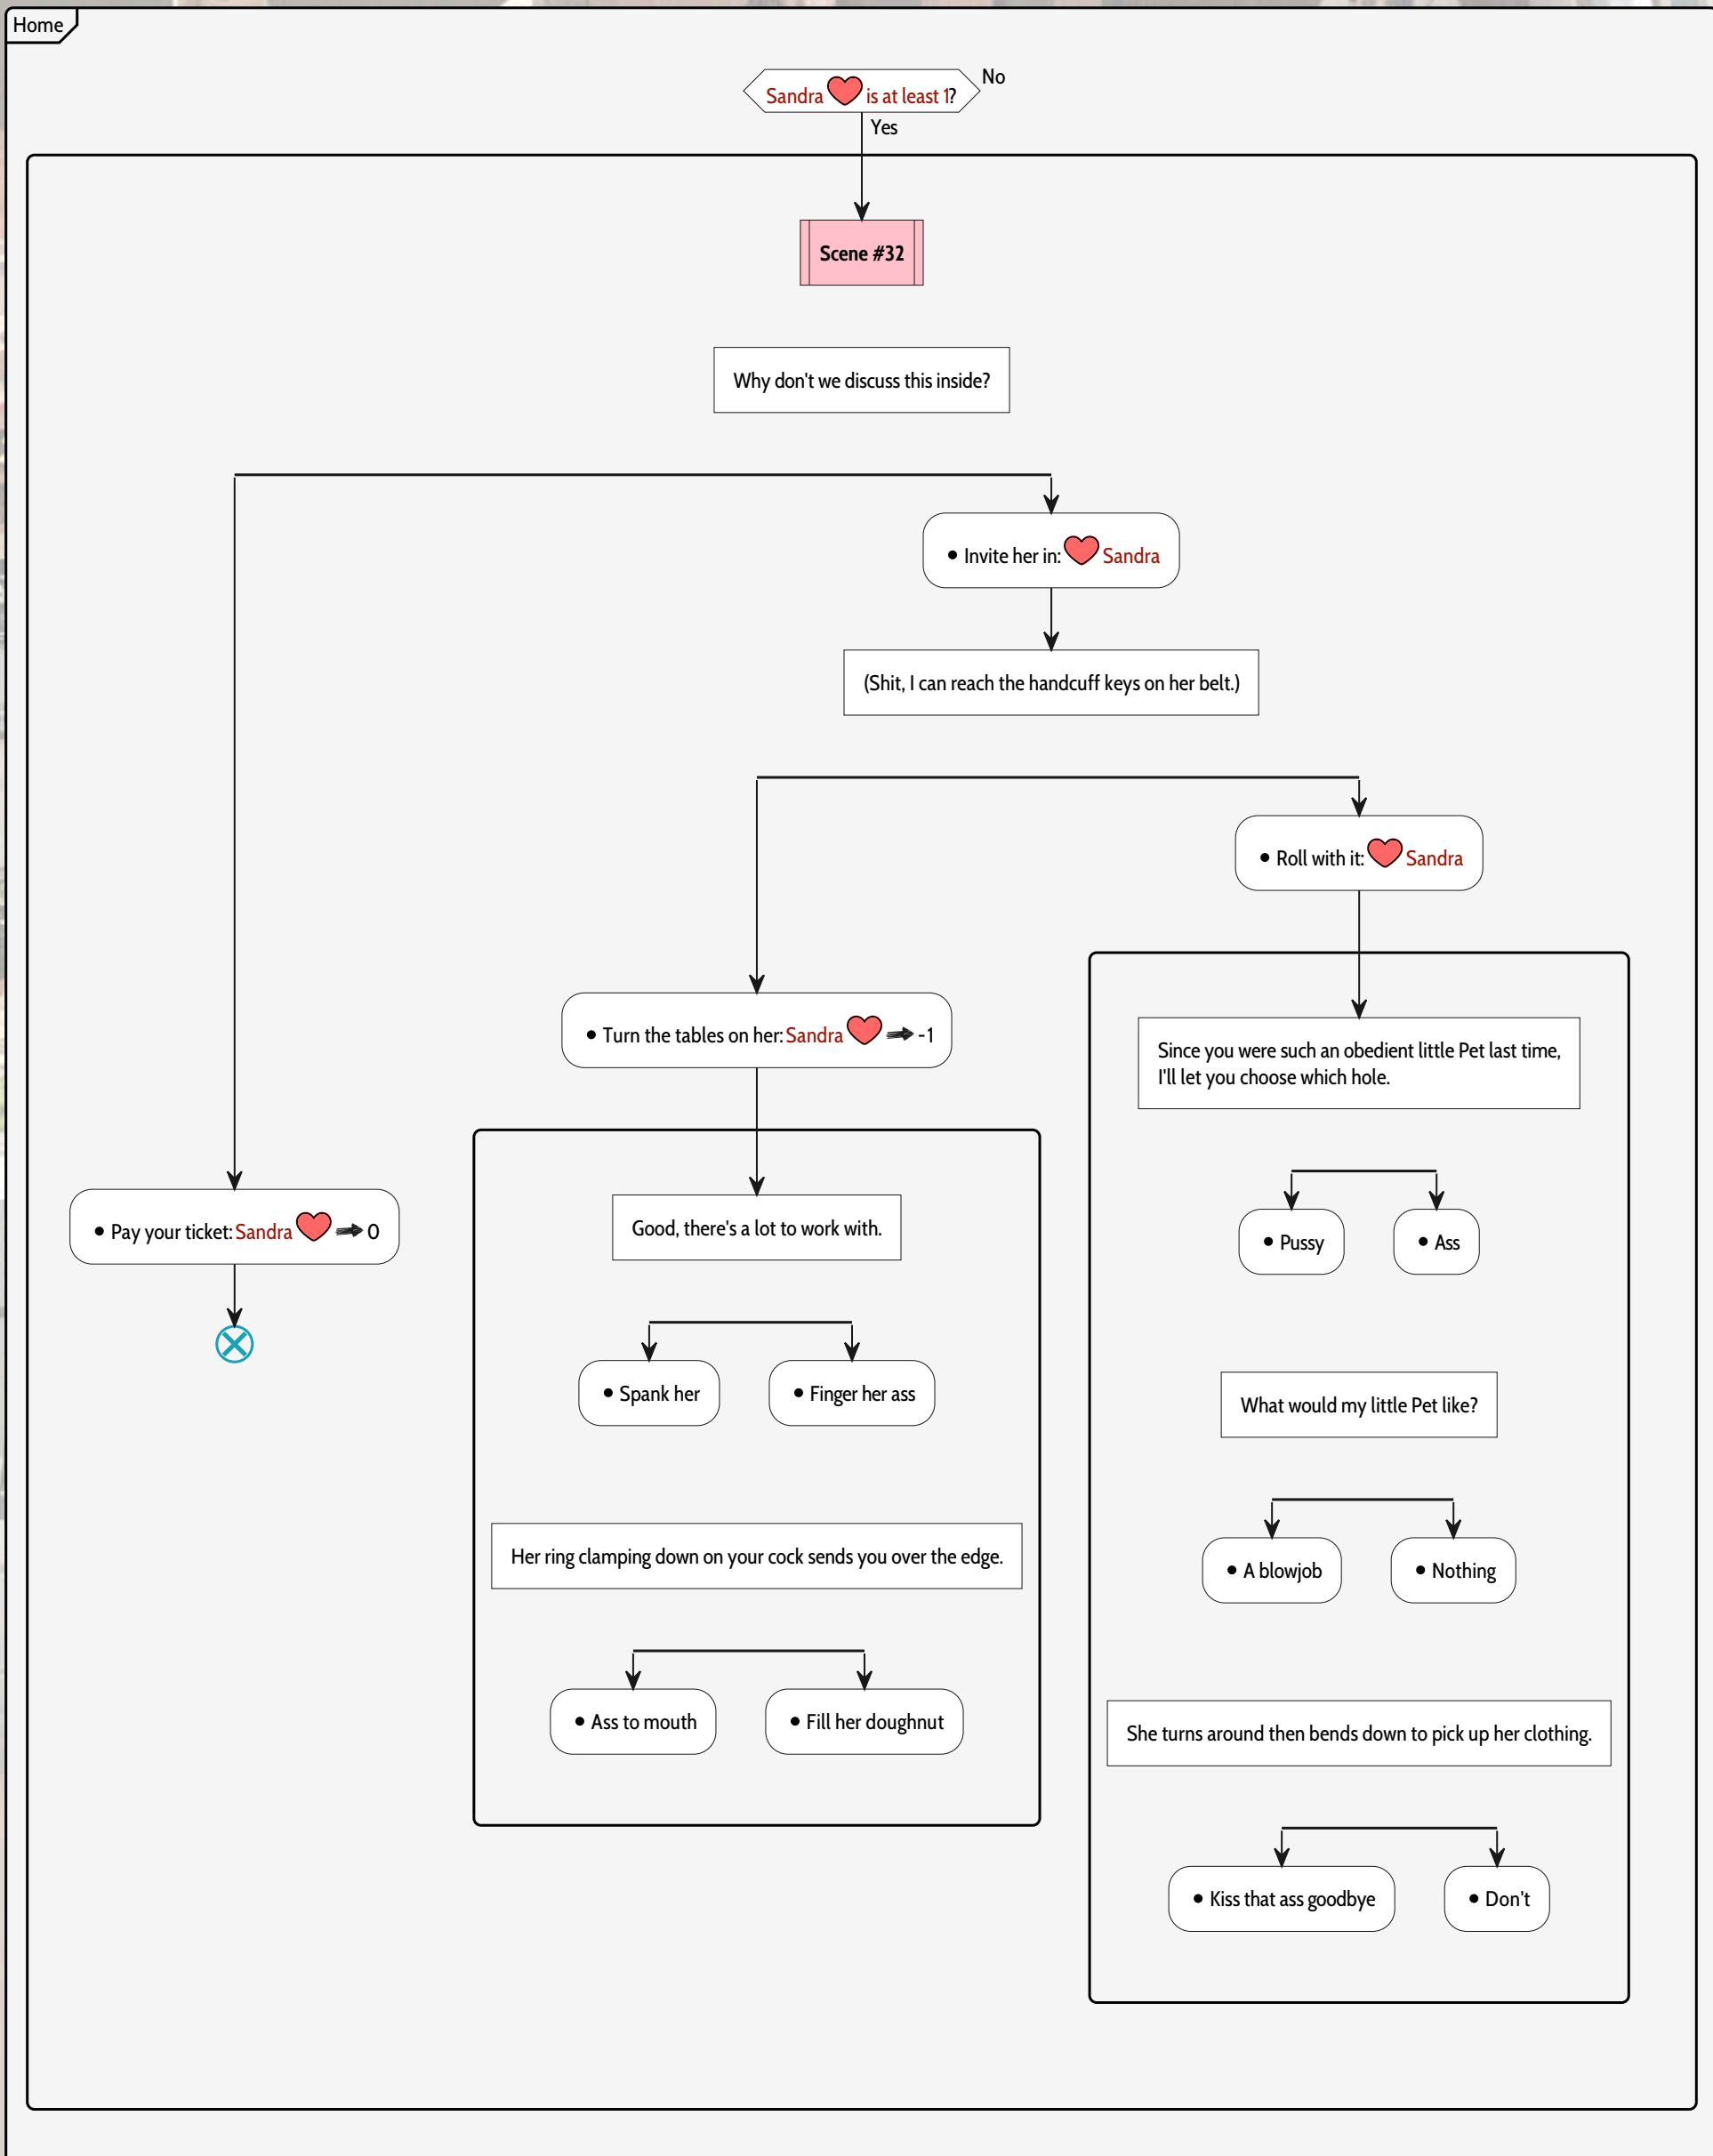 Home
Sandra is at least 1?
No
Yes
Scene #32
Why don't we discuss this inside?
• Invite her in: Sandra
(Shit, I can reach the handcuff keys on her belt.)
• Roll with it: Sandra
• Turn the tables on her: Sandra -1
Since you were such an obedient little Pet last time,
I'll let you choose which hole.
• Pay your ticket: Sandra 0
Good, there's a lot to work with.
• Pussy
• Ass
• Spank her
• Finger her ass
What would my little Pet like?
Her ring clamping down on your cock sends you over the edge.
• A blowjob
• Nothing
• Ass to mouth
• Fill her doughnut
She turns around then bends down to pick up her clothing.
• Kiss that ass goodbye
• Don't